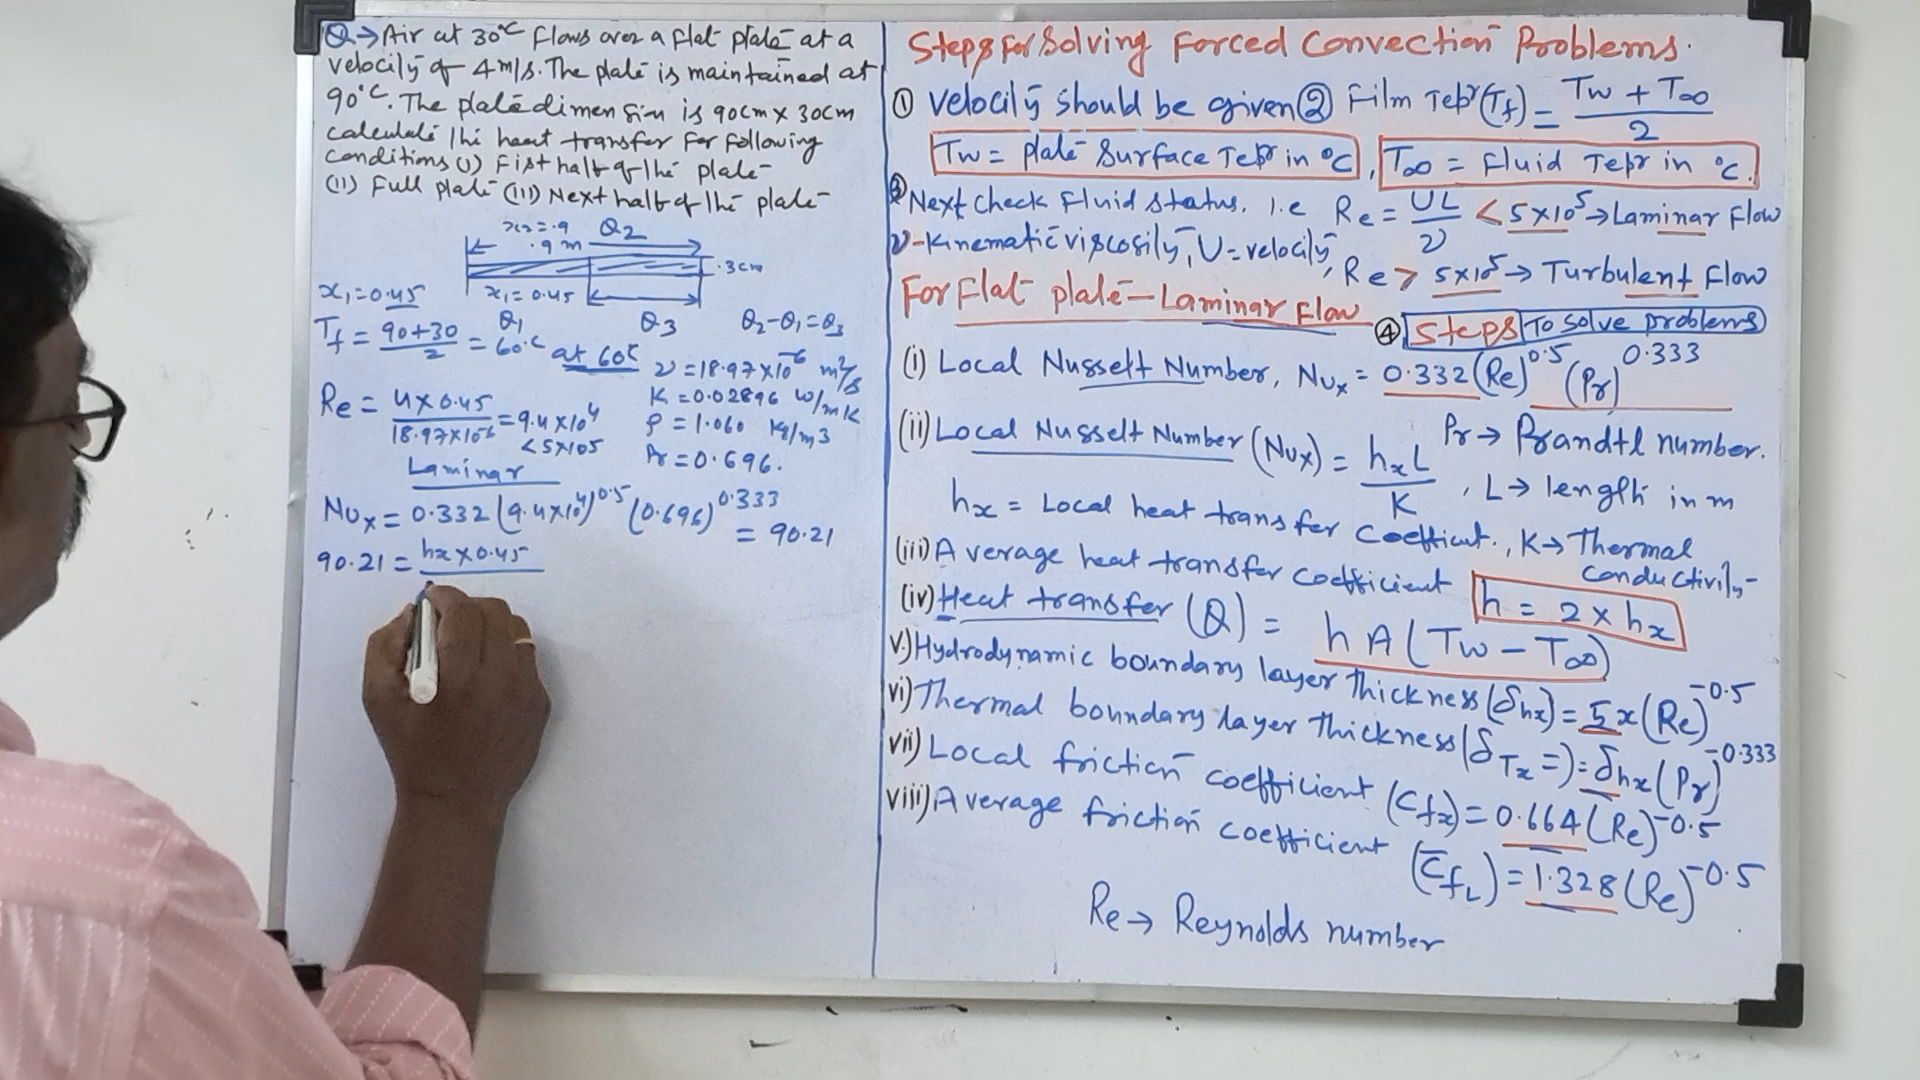 Q → Air at 30°C flows over a flat plate at a
velocity of 4 m/s. The plate is maintained at
90°C. The plate dimension is 90cm x 30cm
calculate the heat transfer for following
conditions (i) Fist half of the plate
(ii) Full plate (iii) Next half of the plate
x2 = .9 Q2
.9 m
.3cm
x1 = 0.45
Q1 Q3 Q2-Q1=Q3
x1=0.45
Tf = 90+30/2 = 60°C at 60°C
ν = 18.97×10^-6 m²/s
K = 0.02896 W/mK
ρ = 1.060 Kg/m3
Pr = 0.696.
Re = 4×0.45/18.97×10^-6 = 9.4×10^4
<5×105
Laminar
Nux = 0.332 (9.4×10^4)^0.5 (0.696)^0.333
= 90.21
90.21 = hx×0.45
Steps For Solving Forced Convection Problems.
① Velocity should be given ② Film Tepr (Tf) = Tw + T∞/2
Tw = plate Surface Tepr in °C, T∞ = Fluid Tepr in °C.
③ Next Check Fluid status, i.e Re = UL/ν < 5×10^5 → Laminar Flow
ν - Kinematic viscosity, U = velocity, Re > 5×10^5 → Turbulent Flow
For Flat plate - Laminar Flow
④ Steps To solve problems
(i) Local Nusselt Number, Nux = 0.332 (Re)^0.5 (Pr)^0.333
Pr → Prandtl number.
(ii) Local Nusselt Number (Nux) = hxL/K, L → length in m
hx = Local heat transfer coefficient., K → Thermal conductivity
(iii) Average heat transfer coefficient h = 2 × hx
(iv) Heat transfer (Q) = hA(Tw - T∞)
v.) Hydrodynamic boundary layer thickness (δhx) = 5x(Re)^-0.5
vi) Thermal boundary layer thickness (δTx =) = δhx(Pr)^-0.333
vii) Local friction coefficient (Cfx) = 0.664(Re)^-0.5
viii) Average friction coefficient (C̅fL) = 1.328(Re)^-0.5
Re → Reynolds number